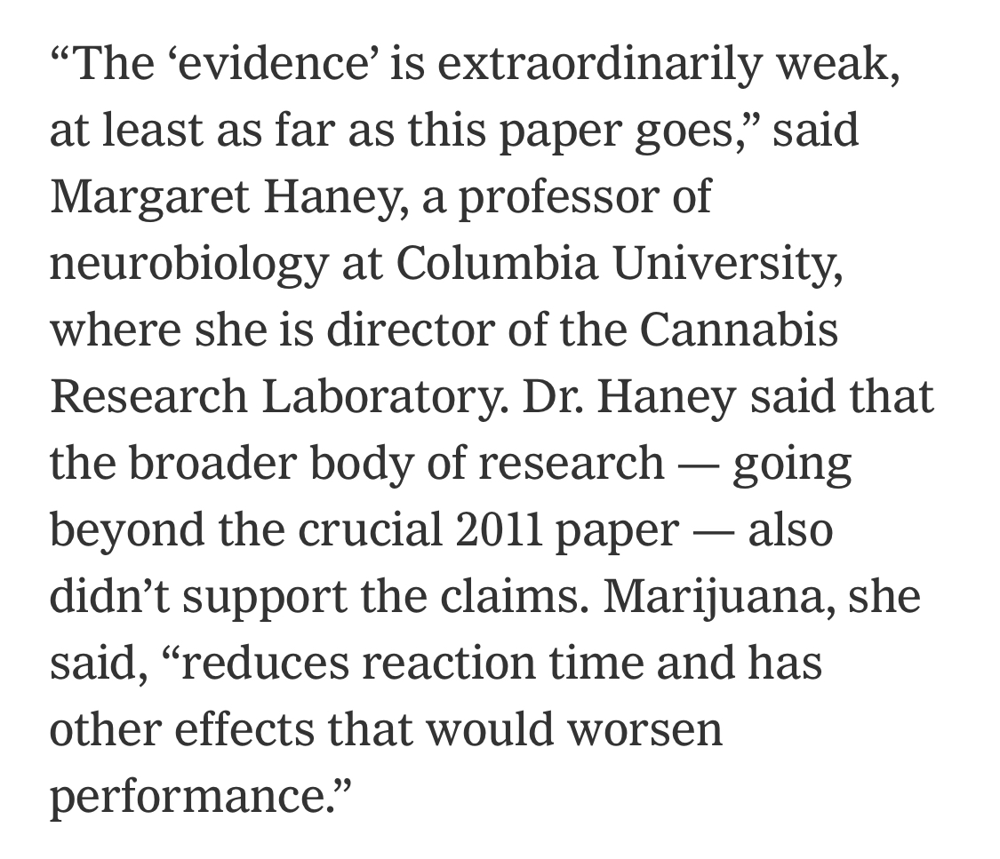 “The ‘evidence’ is extraordinarily weak,
at least as far as this paper goes,” said
Margaret Haney, a professor of
neurobiology at Columbia University,
where she is director of the Cannabis
Research Laboratory. Dr. Haney said that
the broader body of research — going
beyond the crucial 2011 paper — also
didn’t support the claims. Marijuana, she
said, “reduces reaction time and has
other effects that would worsen
performance.”